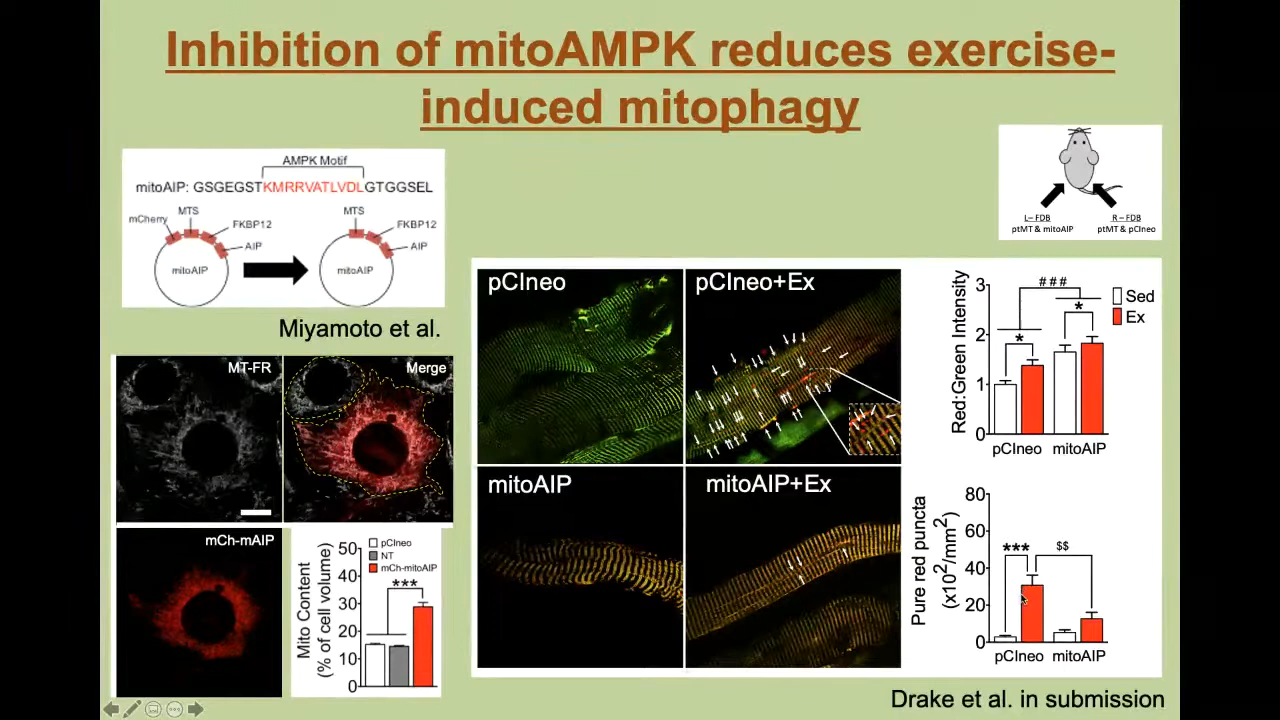 Inhibition of mitoAMPK reduces exercise-
induced mitophagy
AMPK Motif
mitoAIP: GSGEGSTKMRRVATLVDLGTGGSEL
mCherry
MTS
FKBP12
AIP
mitoAIP
MTS
FKBP12
AIP
mitoAIP
Miyamoto et al.
L – FDB
ptMT & mitoAIP
R – FDB
ptMT & pCIneo
MT-FR
Merge
mCh-mAIP
Mito Content
(% of cell volume)
50
40
30
20
10
0
pCIneo
NT
mCh-mitoAIP
***
pCIneo
pCIneo+Ex
mitoAIP
mitoAIP+Ex
Red:Green Intensity
3
2
1
0
###
*
*
Sed
Ex
pCIneo
mitoAIP
Pure red puncta
(x10²/mm²)
80
60
40
20
0
***
$$
pCIneo
mitoAIP
Drake et al. in submission